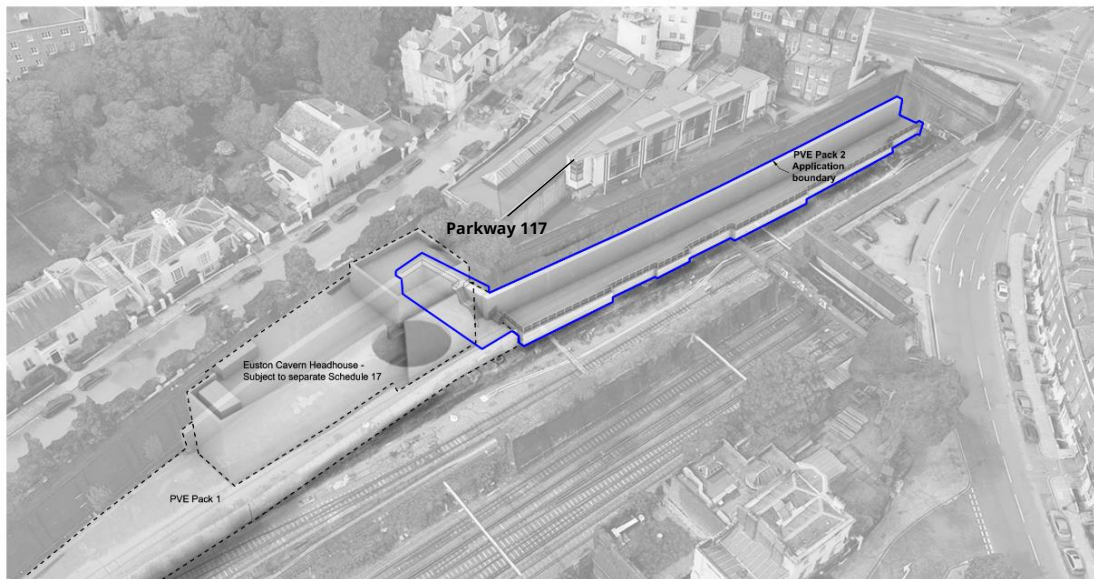 PVE Pack 2
Application
boundary
Parkway 117
Euston Cavern Headhouse -
Subject to separate Schedule 17
PVE Pack 1